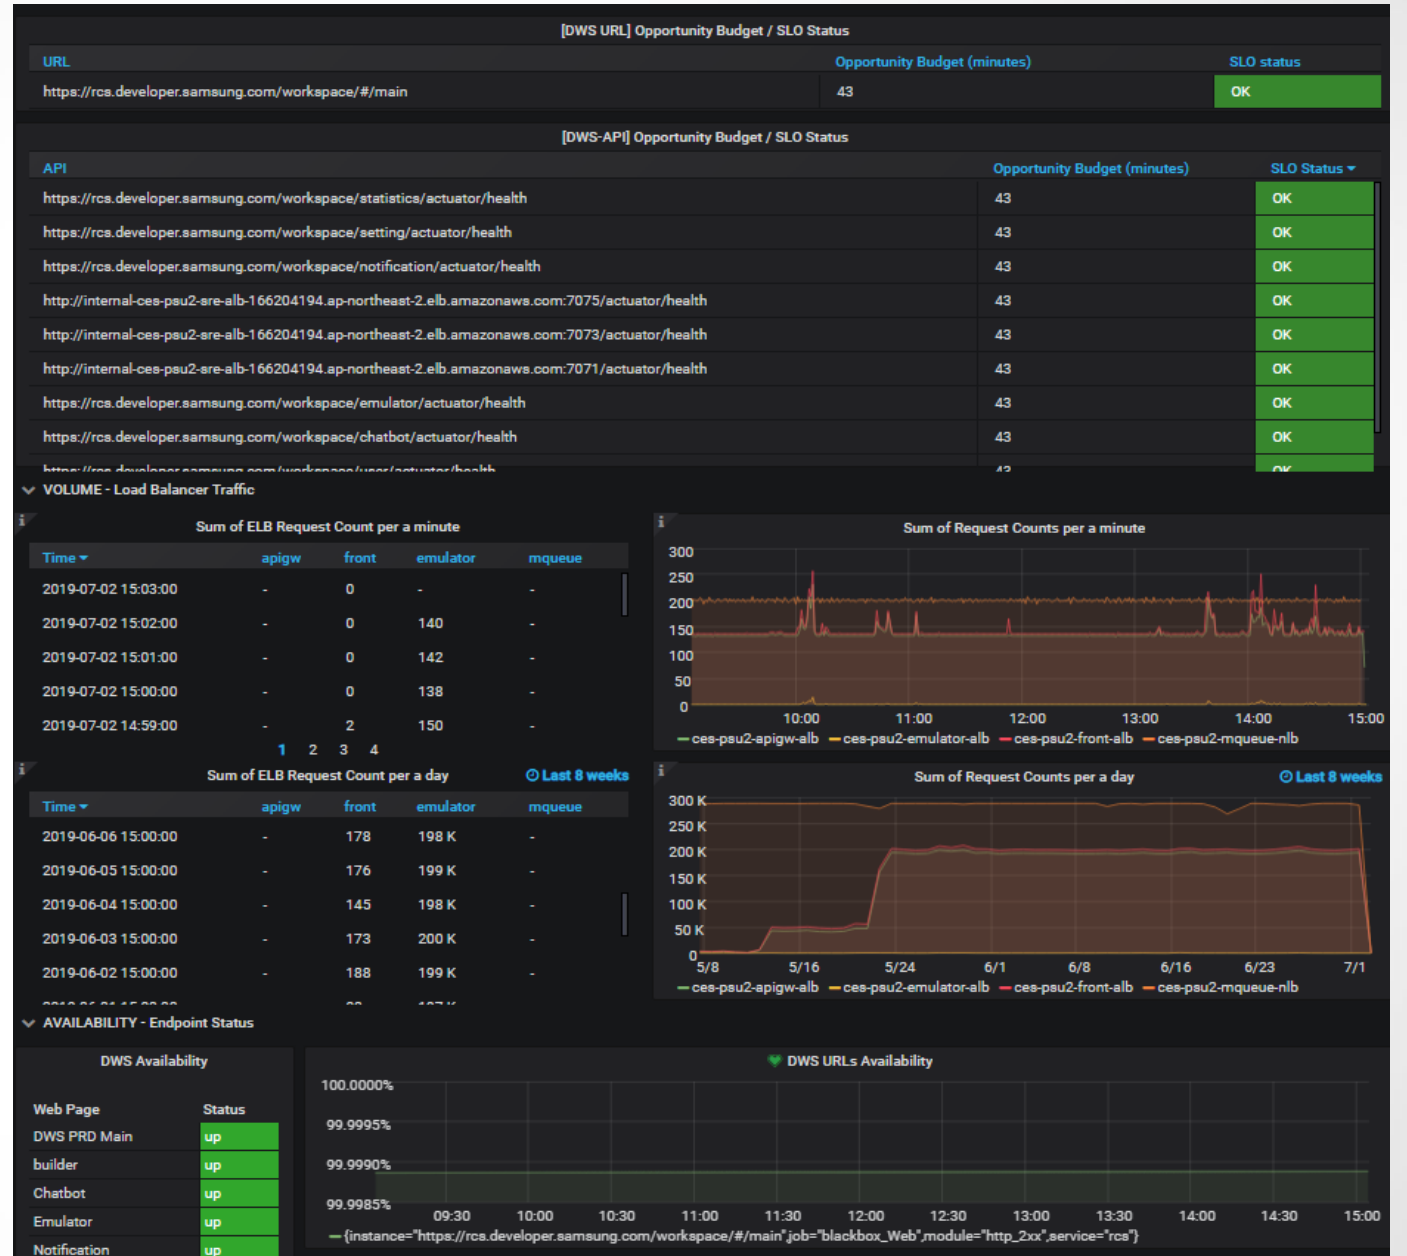 [DWS URL] Opportunity Budget / SLO Status
URL Opportunity Budget (minutes) SLO status
https://rcs.developer.samsung.com/workspace/#/main 43 OK
[DWS-API] Opportunity Budget / SLO Status
API Opportunity Budget (minutes) SLO Status
https://rcs.developer.samsung.com/workspace/statistics/actuator/health 43 OK
https://rcs.developer.samsung.com/workspace/setting/actuator/health 43 OK
https://rcs.developer.samsung.com/workspace/notification/actuator/health 43 OK
http://internal-ces-psu2-sre-alb-166204194.ap-northeast-2.elb.amazonaws.com:7075/actuator/health 43 OK
http://internal-ces-psu2-sre-alb-166204194.ap-northeast-2.elb.amazonaws.com:7073/actuator/health 43 OK
http://internal-ces-psu2-sre-alb-166204194.ap-northeast-2.elb.amazonaws.com:7071/actuator/health 43 OK
https://rcs.developer.samsung.com/workspace/emulator/actuator/health 43 OK
https://rcs.developer.samsung.com/workspace/chatbot/actuator/health 43 OK
https://rcs.developer.samsung.com/workspace/user/actuator/health 43 OK
VOLUME - Load Balancer Traffic
Sum of ELB Request Count per a minute
Time apigw front emulator mqueue
2019-07-02 15:03:00 - 0 - -
2019-07-02 15:02:00 - 0 140 -
2019-07-02 15:01:00 - 0 142 -
2019-07-02 15:00:00 - 0 138 -
2019-07-02 14:59:00 - 2 150 -
1 2 3 4
Sum of Request Counts per a minute
300
250
200
150
100
50
0
10:00 11:00 12:00 13:00 14:00 15:00
ces-psu2-apigw-alb ces-psu2-emulator-alb ces-psu2-front-alb ces-psu2-mqueue-nlb
Sum of ELB Request Count per a day Last 8 weeks
Time apigw front emulator mqueue
2019-06-06 15:00:00 - 178 198 K -
2019-06-05 15:00:00 - 176 199 K -
2019-06-04 15:00:00 - 145 198 K -
2019-06-03 15:00:00 - 173 200 K -
2019-06-02 15:00:00 - 188 199 K -
Sum of Request Counts per a day Last 8 weeks
300 K
250 K
200 K
150 K
100 K
50 K
0
5/8 5/16 5/24 6/1 6/8 6/16 6/23 7/1
ces-psu2-apigw-alb ces-psu2-emulator-alb ces-psu2-front-alb ces-psu2-mqueue-nlb
AVAILABILITY - Endpoint Status
DWS Availability
Web Page Status
DWS PRD Main up
builder up
Chatbot up
Emulator up
Notification up
DWS URLs Availability
100.0000%
99.9995%
99.9990%
99.9985%
09:30 10:00 10:30 11:00 11:30 12:00 12:30 13:00 13:30 14:00 14:30 15:00
{instance="https://rcs.developer.samsung.com/workspace/#/main",job="blackbox_Web",module="http_2xx",service="rcs"}